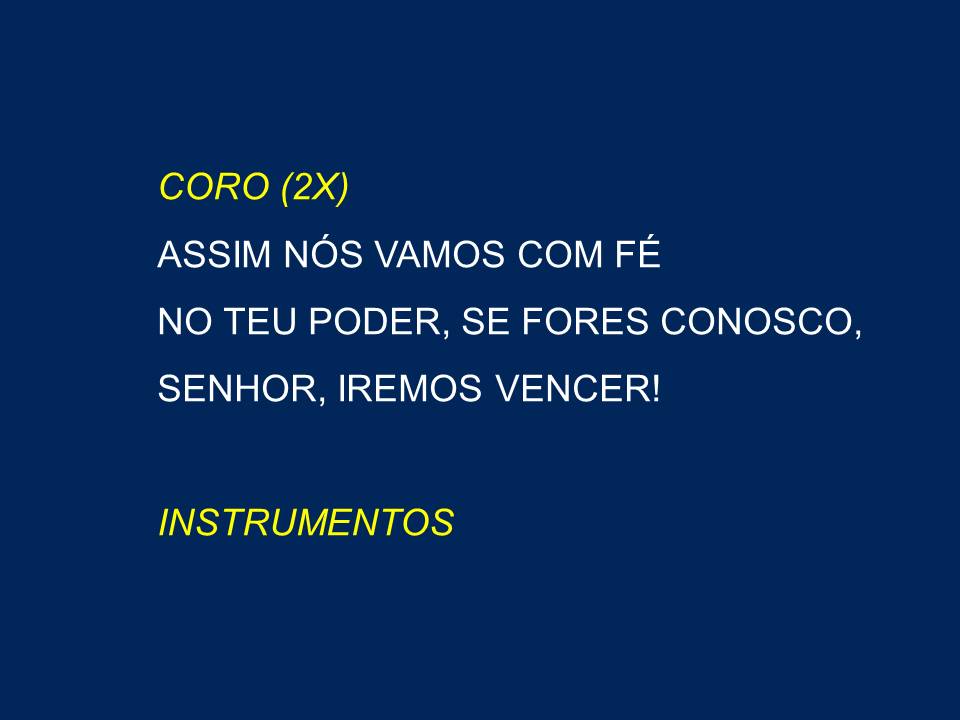 CORO (2X)
ASSIM NÓS VAMOS COM FÉ
NO TEU PODER, SE FORES CONOSCO,
SENHOR, IREMOS VENCER!
INSTRUMENTOS